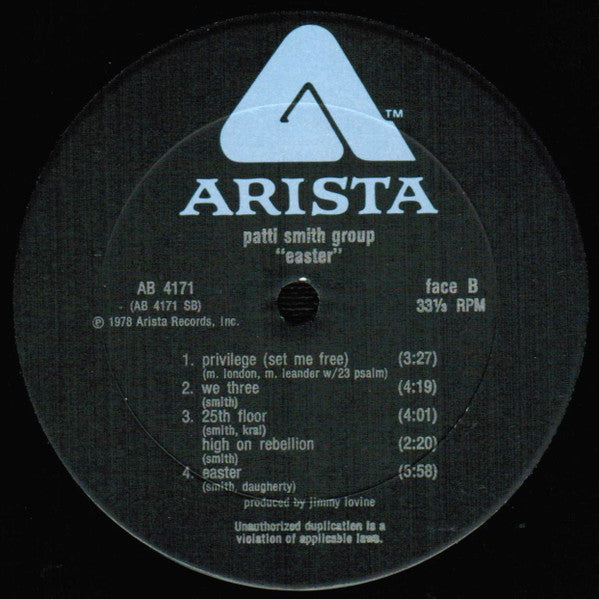 ™
ARISTA
patti smith group
"easter"
AB 4171
- (AB 4171 SB)
℗ 1978 Arista Records, Inc.
face B
33⅓ RPM
1. privilege (set me free) (3:27)
(m. london, m. leander w/23 psalm)
2. we three (4:19)
(smith)
3. 25th floor (4:01)
(smith, kral)
high on rebellion (2:20)
(smith)
4. easter (5:58)
(smith, daugherty)
produced by jimmy iovine
Unauthorized duplication is a
violation of applicable laws.